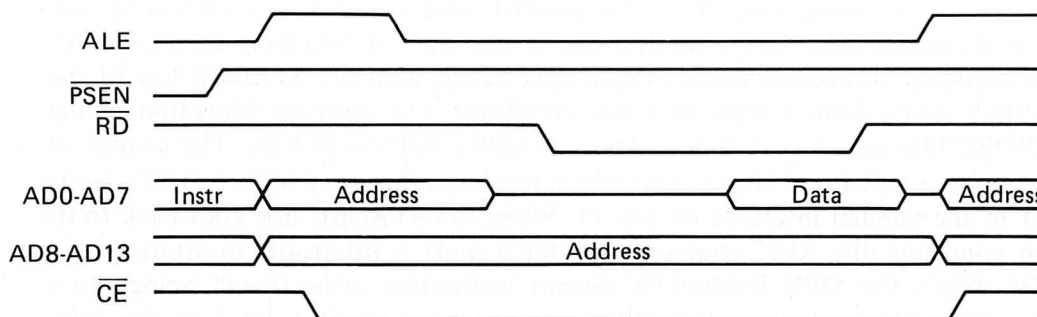 ALE
PSEN
RD
AD0-AD7 Instr Address Data Address
AD8-AD13 Address
CE